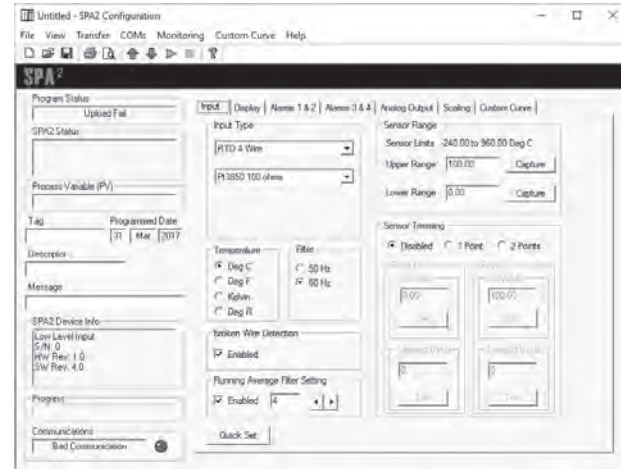 Untitled - SPA2 Configuration
File View Transfer COMs Monitoring Custom-Curve Help
SPA²
Program Status
Upload Fail
SPA2 Status
Process Variable (PV)
Tag
Programmed Date
31 Mar 2017
Descriptor
Message
SPA2 Device Info
Low Level Input
S/N: 0
HW Rev: 1.0
SW Rev: 4.0
Progress
Communications
Bad Communication
Input Display Alarms 1 & 2 Alarms 3 & 4 Analog Output Scaling Custom Curve
Input Type
RTD 4 Wire
Pt3850 100 ohms
Temperature
Deg C
Deg F
Kelvin
Deg R
Filter
50 Hz
60 Hz
Broken Wire Detection
Enabled
Running Average Filter Setting
Enabled 4
Quick Set
Sensor Range
Sensor Limits -240.00 to 960.00 Deg C
Upper Range 100.00 Capture
Lower Range 0.00 Capture
Sensor Trimming
Disabled 1 Point 2 Points
0.00
100.00
0
0